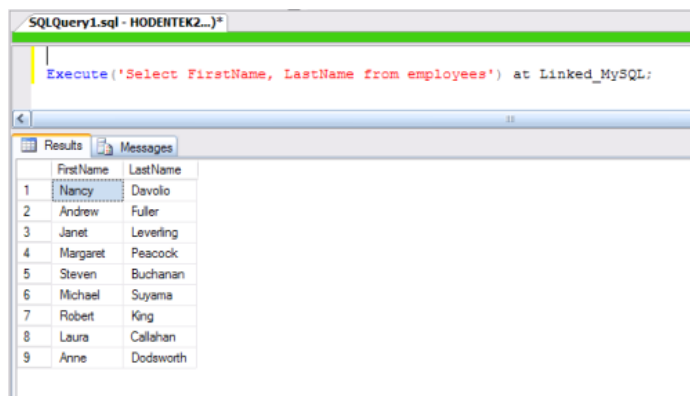 SQLQuery1.sql - HODENTEK2...)*
Execute('Select FirstName, LastName from employees') at Linked_MySQL;
Results Messages
FirstName LastName
1 Nancy Davolio
2 Andrew Fuller
3 Janet Leverling
4 Margaret Peacock
5 Steven Buchanan
6 Michael Suyama
7 Robert King
8 Laura Callahan
9 Anne Dodsworth